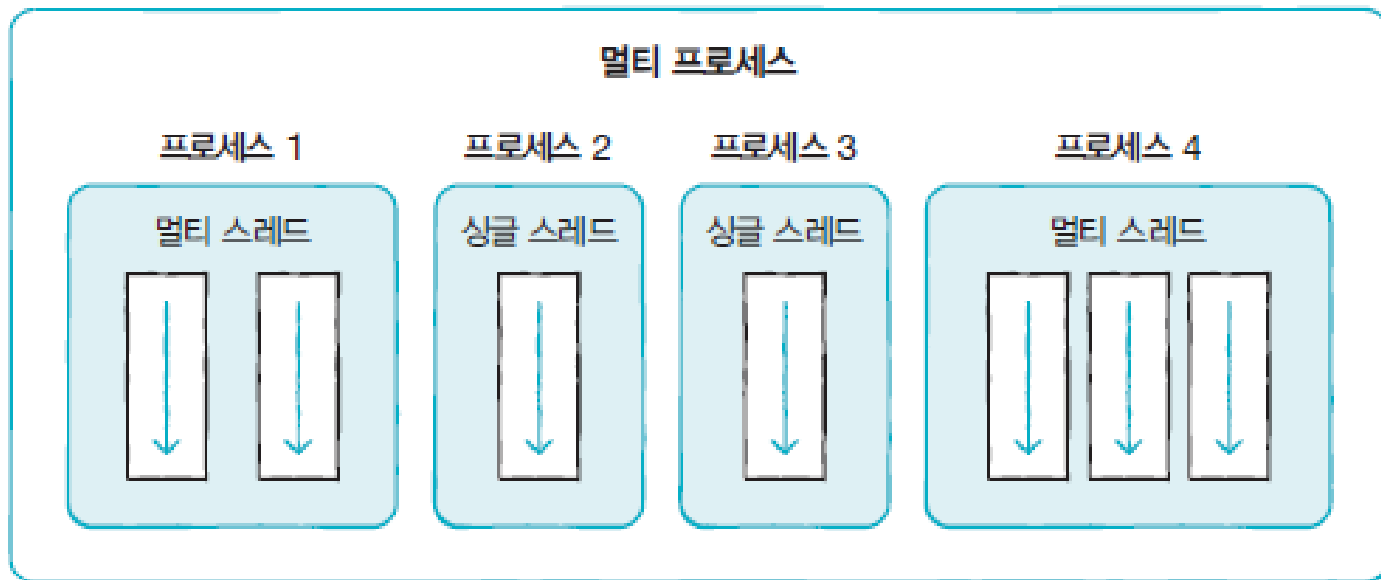 멀티 프로세스
프로세스 1 프로세스 2 프로세스 3 프로세스 4
멀티 스레드 싱글 스레드 싱글 스레드 멀티 스레드